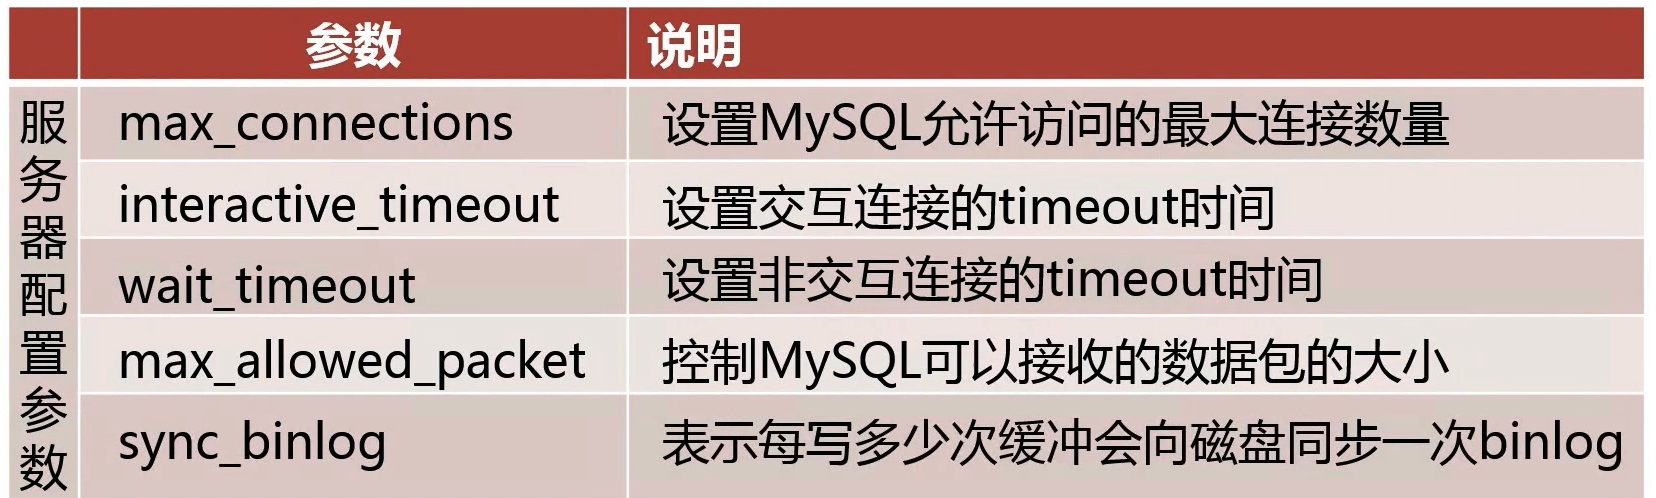 参数 说明
服务器配置参数
max_connections 设置MySQL允许访问的最大连接数量
interactive_timeout 设置交互连接的timeout时间
wait_timeout 设置非交互连接的timeout时间
max_allowed_packet 控制MySQL可以接收的数据包的大小
sync_binlog 表示每写多少次缓冲会向磁盘同步一次binlog